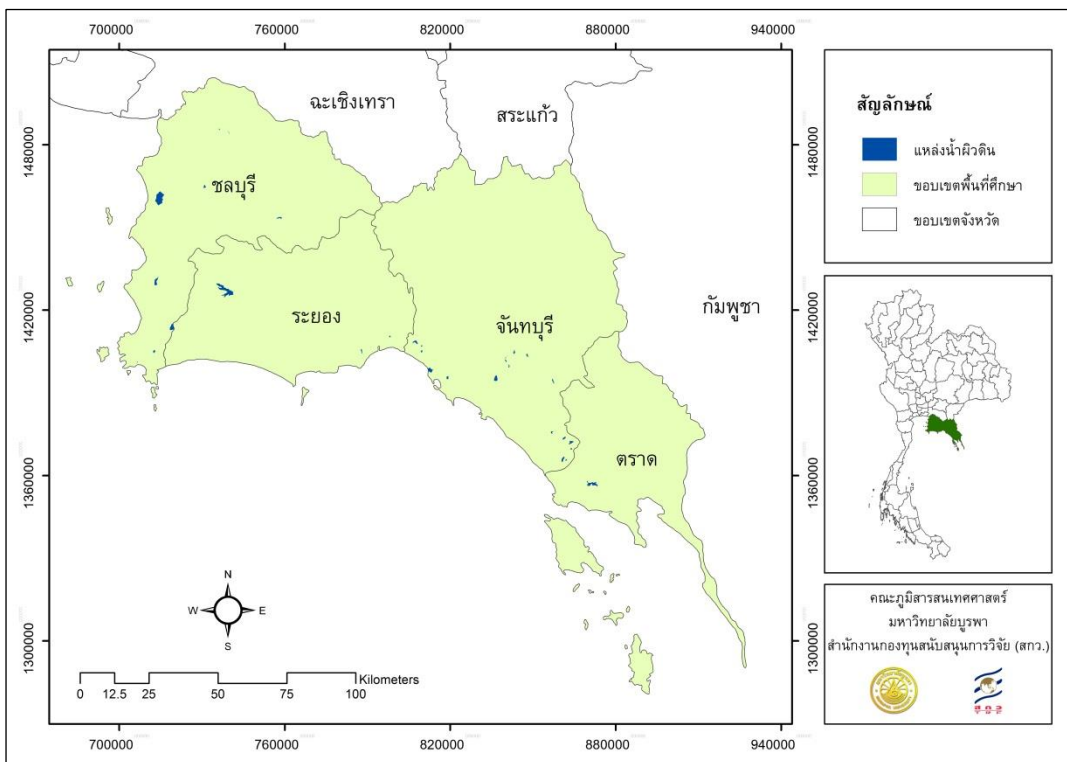 700000 760000 820000 880000 940000
1480000
1420000
1360000
1300000
ฉะเชิงเทรา
สระแก้ว
ชลบุรี
ระยอง
จันทบุรี
กัมพูชา
ตราด
N
W E
S
0 12.5 25 50 75 100
Kilometers
1480000
1420000
1360000
1300000
700000 760000 820000 880000 940000
สัญลักษณ์
แหล่งน้ำผิวดิน
ขอบเขตพื้นที่ศึกษา
ขอบเขตจังหวัด
คณะภูมิสารสนเทศศาสตร์
มหาวิทยาลัยบูรพา
สำนักงานกองทุนสนับสนุนการวิจัย (สกว.)